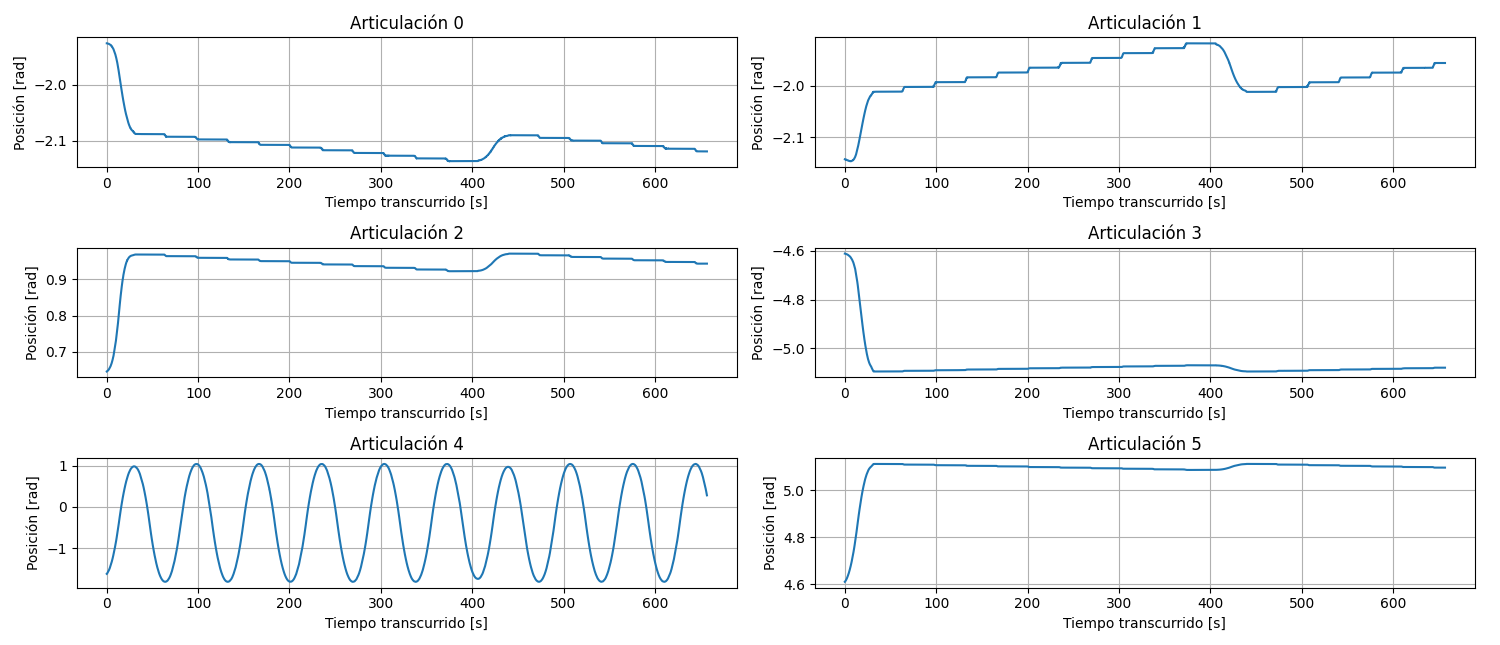 Articulación 0
Posición [rad]
−2.0
−2.1
0 100 200 300 400 500 600
Tiempo transcurrido [s]
Articulación 1
Posición [rad]
−2.0
−2.1
0 100 200 300 400 500 600
Tiempo transcurrido [s]
Articulación 2
Posición [rad]
0.9
0.8
0.7
0 100 200 300 400 500 600
Tiempo transcurrido [s]
Articulación 3
Posición [rad]
−4.6
−4.8
−5.0
0 100 200 300 400 500 600
Tiempo transcurrido [s]
Articulación 4
Posición [rad]
1
0
−1
0 100 200 300 400 500 600
Tiempo transcurrido [s]
Articulación 5
Posición [rad]
5.0
4.8
4.6
0 100 200 300 400 500 600
Tiempo transcurrido [s]